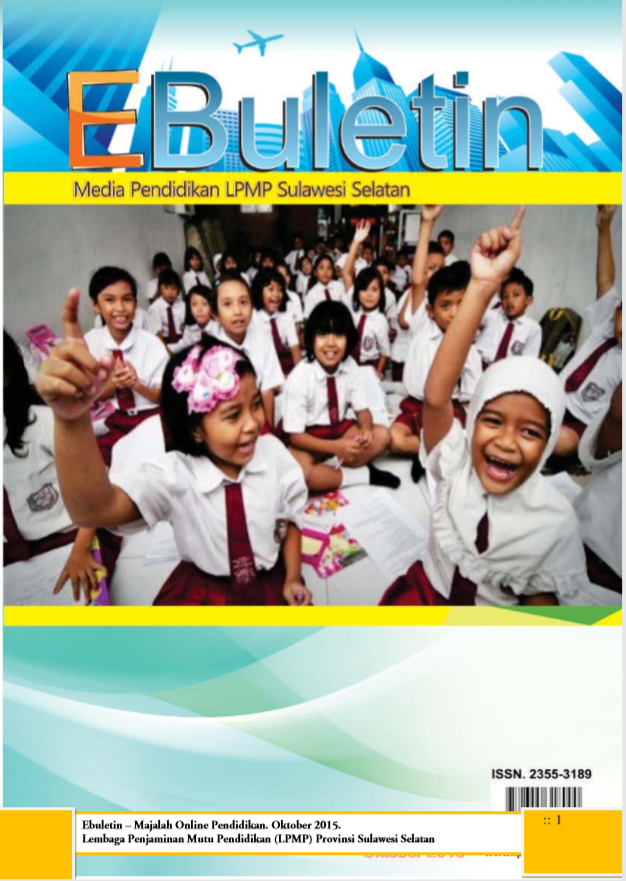 EBuletin
Media Pendidikan LPMP Sulawesi Selatan
ISSN. 2355-3189
:: 1
Ebuletin – Majalah Online Pendidikan. Oktober 2015.
Lembaga Penjaminan Mutu Pendidikan (LPMP) Provinsi Sulawesi Selatan